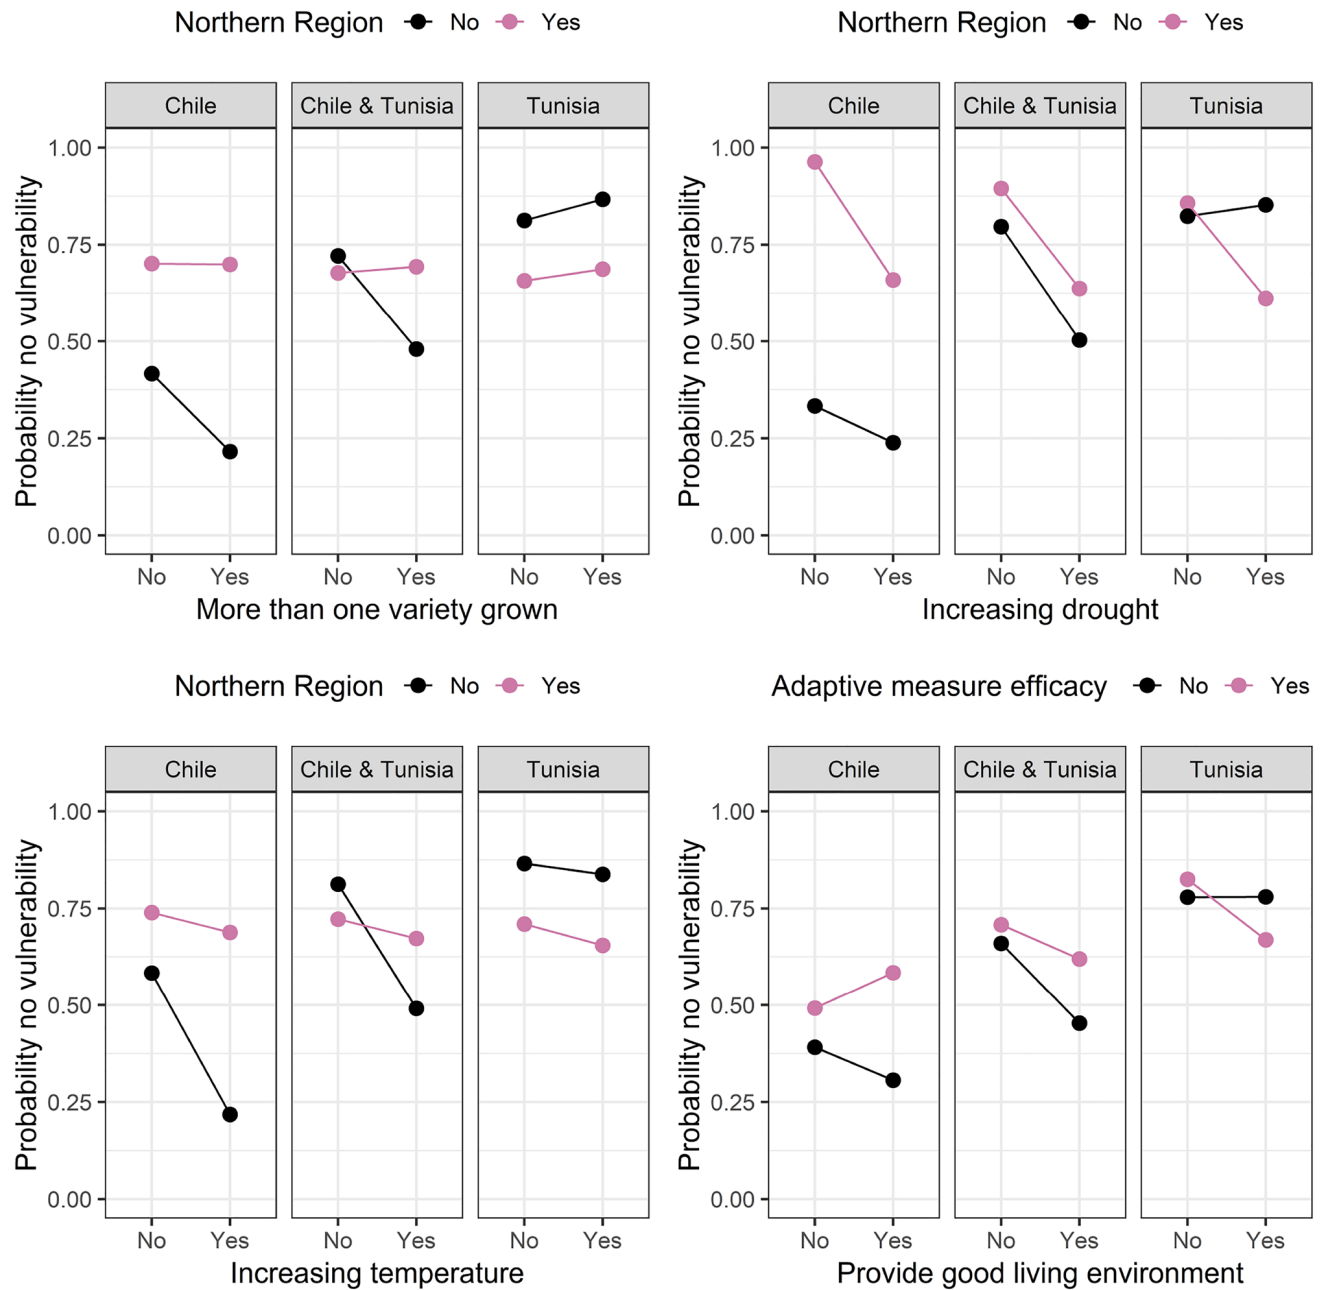 Northern Region No Yes
Chile Chile & Tunisia Tunisia
Probability no vulnerability
1.00
0.75
0.50
0.25
0.00
No Yes No Yes No Yes
More than one variety grown
Northern Region No Yes
Chile Chile & Tunisia Tunisia
Probability no vulnerability
1.00
0.75
0.50
0.25
0.00
No Yes No Yes No Yes
Increasing drought
Northern Region No Yes
Chile Chile & Tunisia Tunisia
Probability no vulnerability
1.00
0.75
0.50
0.25
0.00
No Yes No Yes No Yes
Increasing temperature
Adaptive measure efficacy No Yes
Chile Chile & Tunisia Tunisia
Probability no vulnerability
1.00
0.75
0.50
0.25
0.00
No Yes No Yes No Yes
Provide good living environment